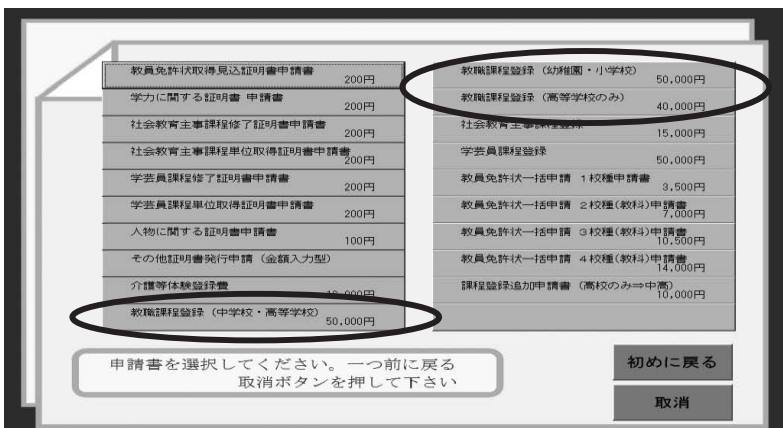 教員免許状取得見込証明書申請書
200円
学力に関する証明書 申請書
200円
社会教育主事課程修了証明書申請書
200円
社会教育主事課程単位取得証明書申請書
200円
学芸員課程修了証明書申請書
200円
学芸員課程単位取得証明書申請書
200円
人物に関する証明書申請書
100円
その他証明書発行申請（金額入力型）
介護等体験登録費
10,000円
教職課程登録（中学校・高等学校）
50,000円
教職課程登録（幼稚園・小学校）
50,000円
教職課程登録（高等学校のみ）
40,000円
社会教育主事課程登録
15,000円
学芸員課程登録
50,000円
教員免許状一括申請 １校種申請書
3,500円
教員免許状一括申請 ２校種(教科)申請書
7,000円
教員免許状一括申請 ３校種(教科)申請書
10,500円
教員免許状一括申請 ４校種(教科)申請書
14,000円
課程登録追加申請書（高校のみ⇒中高）
10,000円
申請書を選択してください。一つ前に戻る
取消ボタンを押して下さい
初めに戻る
取消